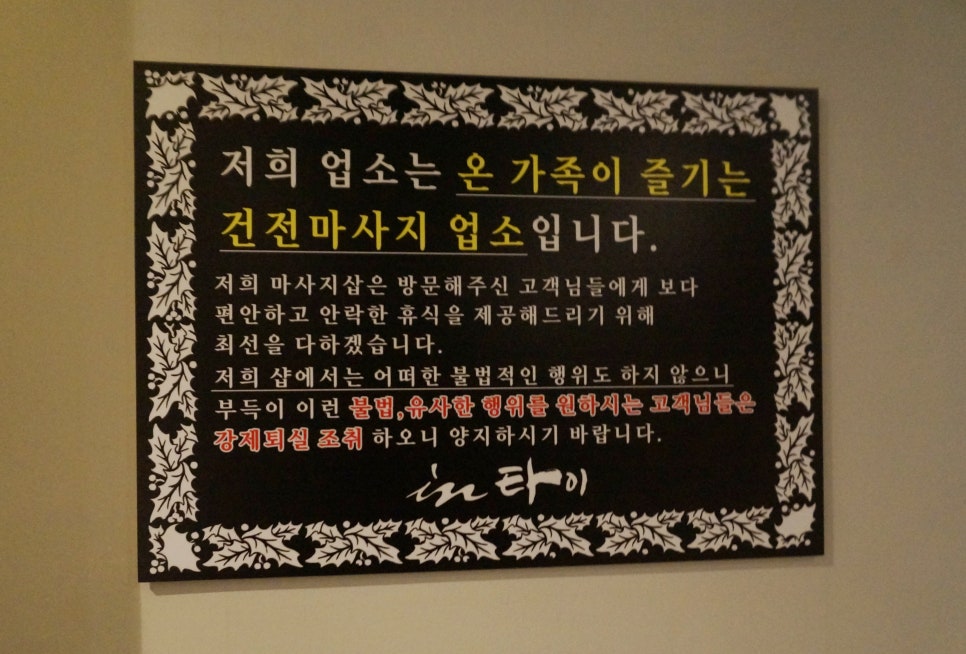 저희 업소는 온 가족이 즐기는
건전마사지 업소입니다.
저희 마사지삽은 방문해주신 고객님들에게 보다
편안하고 안락한 휴식을 제공해드리기 위해
최선을 다하겠습니다.
저희 샵에서는 어떠한 불법적인 행위도 하지 않으니
부득이 이런 불법,유사한 행위를 원하시는 고객님들은
강제퇴실 조취 하오니 양지하시기 바랍니다.
in 타이